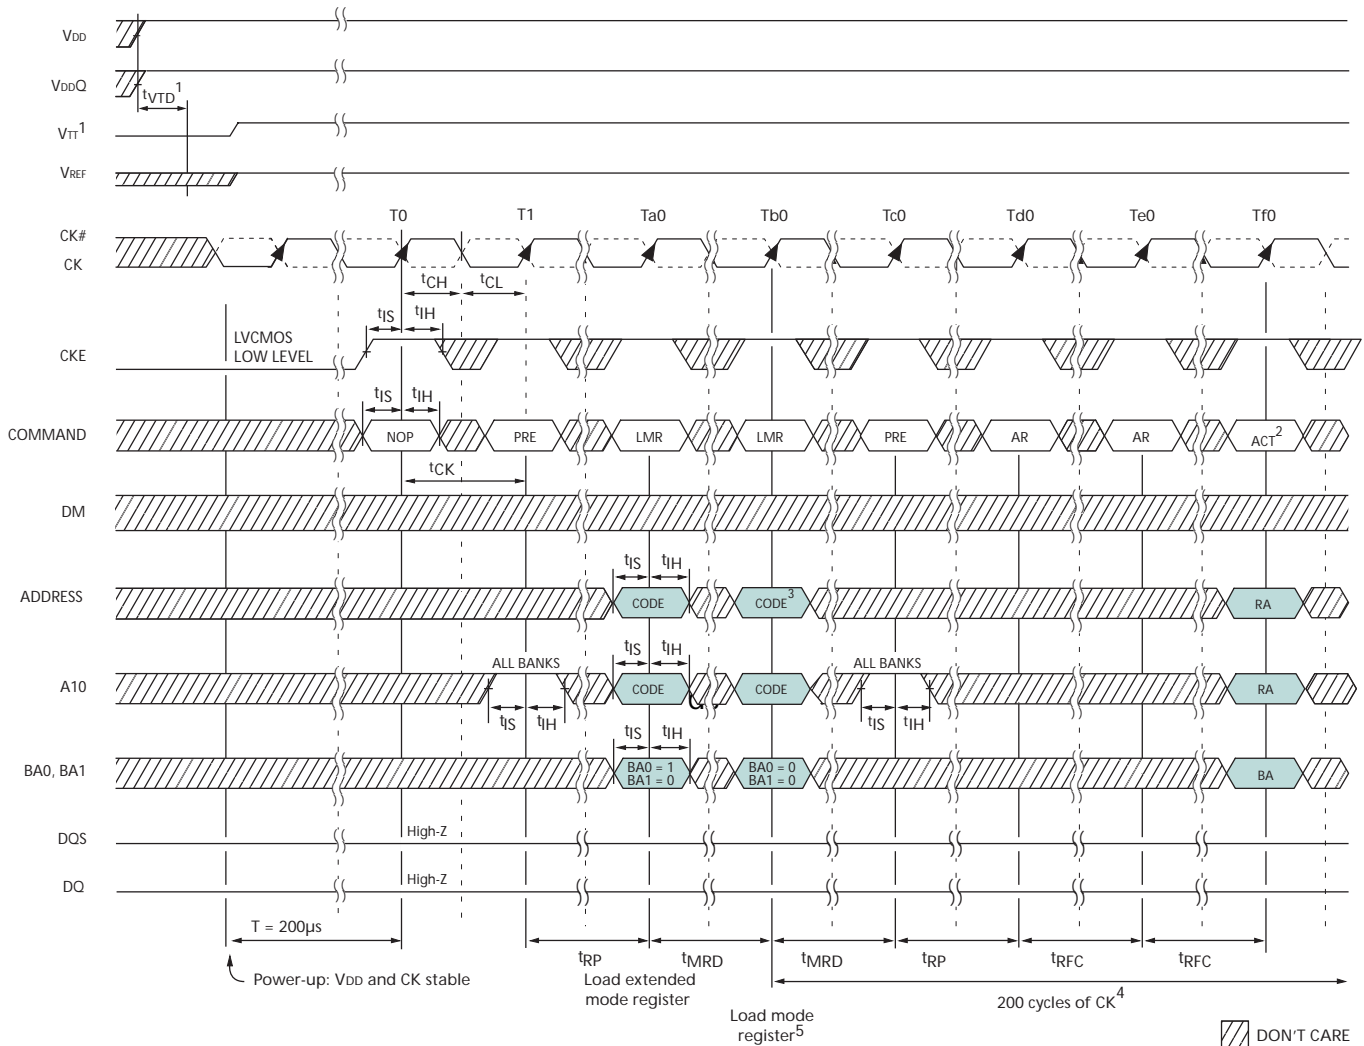 VDD
VDDQ
tVTD1
VTT1
VREF
T0 T1 Ta0 Tb0 Tc0 Td0 Te0 Tf0
CK#
CK
tCH tCL
tIS tIH
LVCMOS
LOW LEVEL
CKE
tIS tIH
COMMAND NOP PRE LMR LMR PRE AR AR ACT2
tCK
DM
tIS tIH
ADDRESS CODE CODE3 RA
ALL BANKS tIS tIH ALL BANKS
A10 CODE CODE RA
tIS tIH tIS tIH
tIS tIH
BA0, BA1 BA0 = 1 BA0 = 0 BA
BA1 = 0 BA1 = 0
DQS High-Z
DQ High-Z
T = 200µs
tRP tMRD tMRD tRP tRFC tRFC
Power-up: VDD and CK stable
Load extended
mode register
200 cycles of CK4
Load mode
register5
DON'T CARE